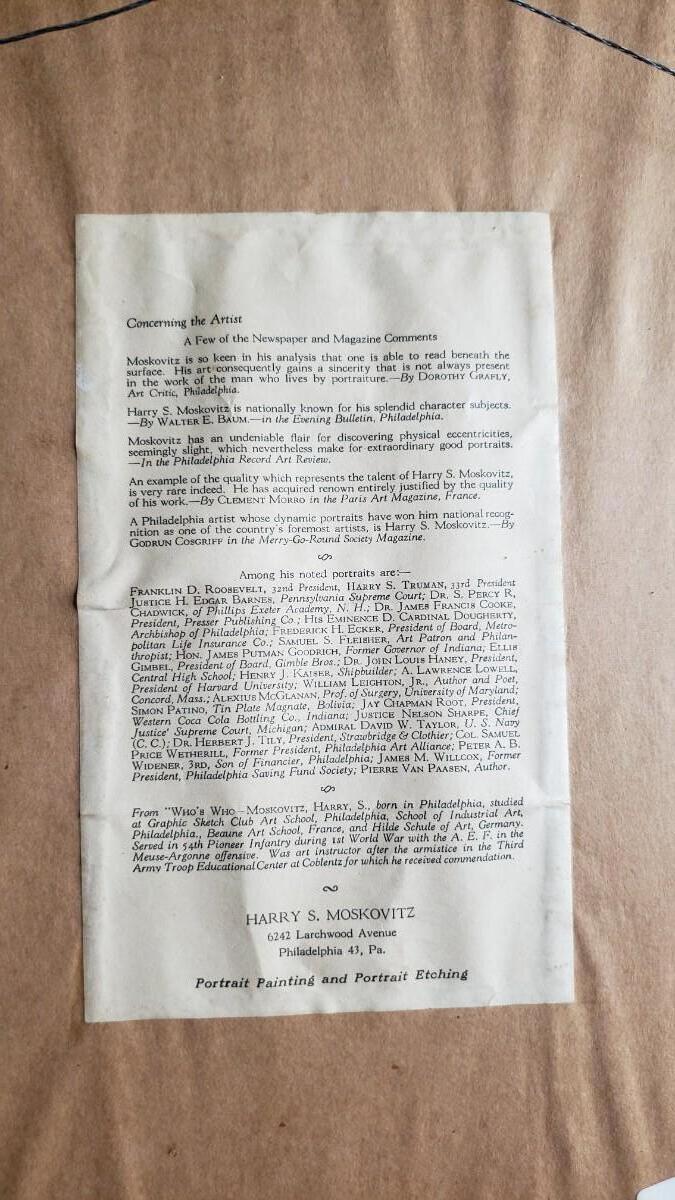 Concerning the Artist
A Few of the Newspaper and Magazine Comments
Moskovitz is so keen in his analysis that one is able to read beneath the
surface. His art consequently gains a sincerity that is not always present
in the work of the man who lives by portraiture.—By DOROTHY GRAFLY,
Art Critic, Philadelphia.
Harry S. Moskovitz is nationally known for his splendid character subjects.
—By WALTER E. BAUM.—in the Evening Bulletin, Philadelphia.
Moskovitz has an undeniable flair for discovering physical eccentricities,
seemingly slight, which nevertheless make for extraordinary good portraits.
—In the Philadelphia Record Art Review.
An example of the quality which represents the talent of Harry S. Moskovitz,
is very rare indeed. He has acquired renown entirely justified by the quality
of his work.—By CLEMENT MORRO in the Paris Art Magazine, France.
A Philadelphia artist whose dynamic portraits have won him national recog-
nition as one of the country's foremost artists, is Harry S. Moskovitz.—By
GODRUN COSGRIFF in the Merry-Go-Round Society Magazine.
Among his noted portraits are:—
FRANKLIN D. ROOSEVELT, 32nd President, HARRY S. TRUMAN, 33rd President
JUSTICE H. EDGAR BARNES, Pennsylvania Supreme Court; DR. S. PERCY R,
CHADWICK, of Phillips Exeter Academy, N. H.; DR. JAMES FRANCIS COOKE,
President, Presser Publishing Co.; HIS EMINENCE D. CARDINAL DOUGHERTY,
Archbishop of Philadelphia; FREDERICK H. ECKER, President of Board, Metro-
politan Life Insurance Co.; SAMUEL S. FLEISHER, Art Patron and Philan-
thropist; HON. JAMES PUTMAN GOODRICH, Former Governor of Indiana; ELLIS
GIMBEL, President of Board, Gimble Bros.; DR. JOHN LOUIS HANEY, President,
Central High School; HENRY J. KAISER, Shipbuilder; A. LAWRENCE LOWELL,
President of Harvard University; WILLIAM LEIGHTON, JR., Author and Poet,
Concord, Mass.; ALEXIUS MCGLANAN, Prof. of Surgery, University of Maryland;
SIMON PATINO, Tin Plate Magnate, Bolivia; JAY CHAPMAN ROOT, President,
Western Coca Cola Bottling Co., Indiana; JUSTICE NELSON SHARPE, Chief
Justice' Supreme Court, Michigan; ADMIRAL DAVID W. TAYLOR, U. S. Navy
(C. C.); DR. HERBERT J. TILY, President, Strawbridge & Clothier; COL. SAMUEL
PRICE WETHERILL, Former President, Philadelphia Art Alliance; PETER A. B.
WIDENER, 3RD, Son of Financier, Philadelphia; JAMES M. WILLCOX, Former
President, Philadelphia Saving Fund Society; PIERRE VAN PAASEN, Author.
From "WHO'S WHO—MOSKOVITZ, HARRY, S., born in Philadelphia, studied
at Graphic Sketch Club Art School, Philadelphia, School of Industrial Art,
Philadelphia., Beaune Art School, France, and Hilde Schule of Art, Germany.
Served in 54th Pioneer Infantry during 1st World War with the A. E. F. in the
Meuse-Argonne offensive. Was art instructor after the armistice in the Third
Army Troop Educational Center at Coblentz for which he received commendation.
HARRY S. MOSKOVITZ
6242 Larchwood Avenue
Philadelphia 43, Pa.
Portrait Painting and Portrait Etching